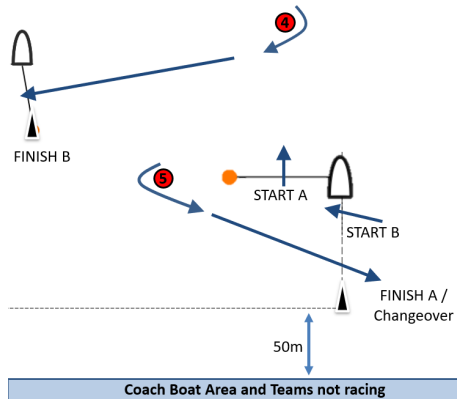 4
FINISH B
5
START A
START B
FINISH A /
Changeover
50m
Coach Boat Area and Teams not racing